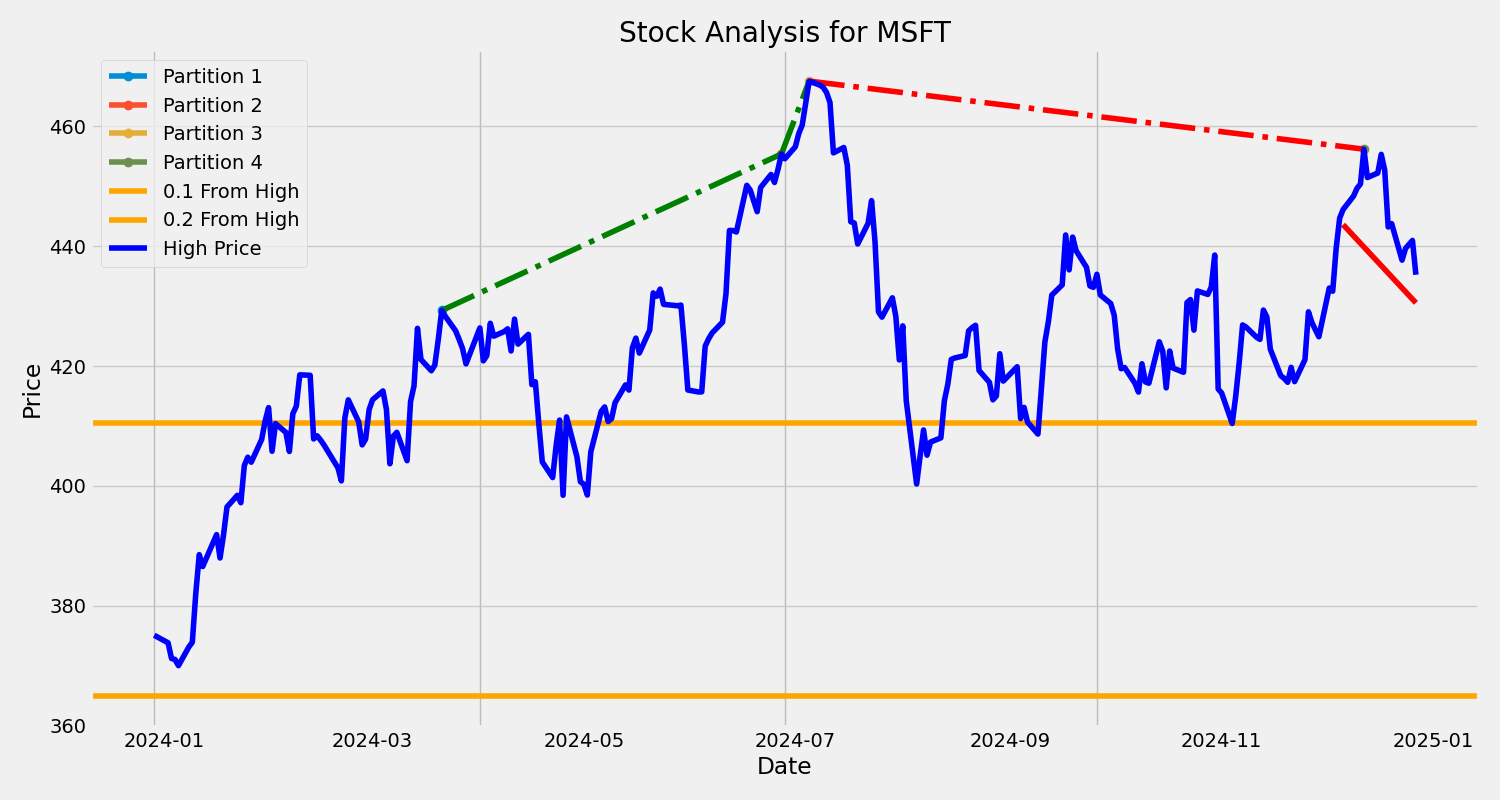 Stock Analysis for MSFT
Partition 1
Partition 2
Partition 3
Partition 4
0.1 From High
0.2 From High
High Price
Price
460
440
420
400
380
360
2024-01 2024-03 2024-05 2024-07 2024-09 2024-11 2025-01
Date